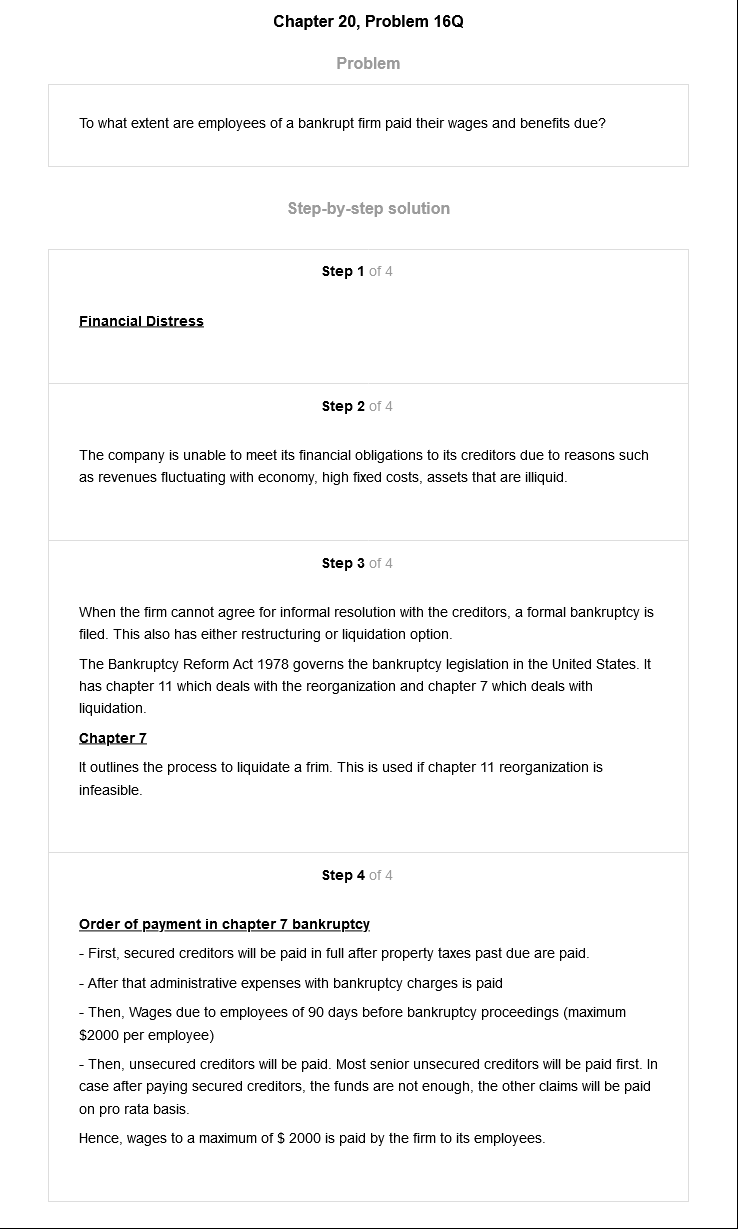 Chapter 20, Problem 16Q
Problem
To what extent are employees of a bankrupt firm paid their wages and benefits due?
Step-by-step solution
Step 1 of 4
Financial Distress
Step 2 of 4
The company is unable to meet its financial obligations to its creditors due to reasons such
as revenues fluctuating with economy, high fixed costs, assets that are illiquid.
Step 3 of 4
When the firm cannot agree for informal resolution with the creditors, a formal bankruptcy is
filed. This also has either restructuring or liquidation option.
The Bankruptcy Reform Act 1978 governs the bankruptcy legislation in the United States. It
has chapter 11 which deals with the reorganization and chapter 7 which deals with
liquidation.
Chapter 7
It outlines the process to liquidate a frim. This is used if chapter 11 reorganization is
infeasible.
Step 4 of 4
Order of payment in chapter 7 bankruptcy
- First, secured creditors will be paid in full after property taxes past due are paid.
- After that administrative expenses with bankruptcy charges is paid
- Then, Wages due to employees of 90 days before bankruptcy proceedings (maximum
$2000 per employee)
- Then, unsecured creditors will be paid. Most senior unsecured creditors will be paid first. In
case after paying secured creditors, the funds are not enough, the other claims will be paid
on pro rata basis.
Hence, wages to a maximum of $ 2000 is paid by the firm to its employees.